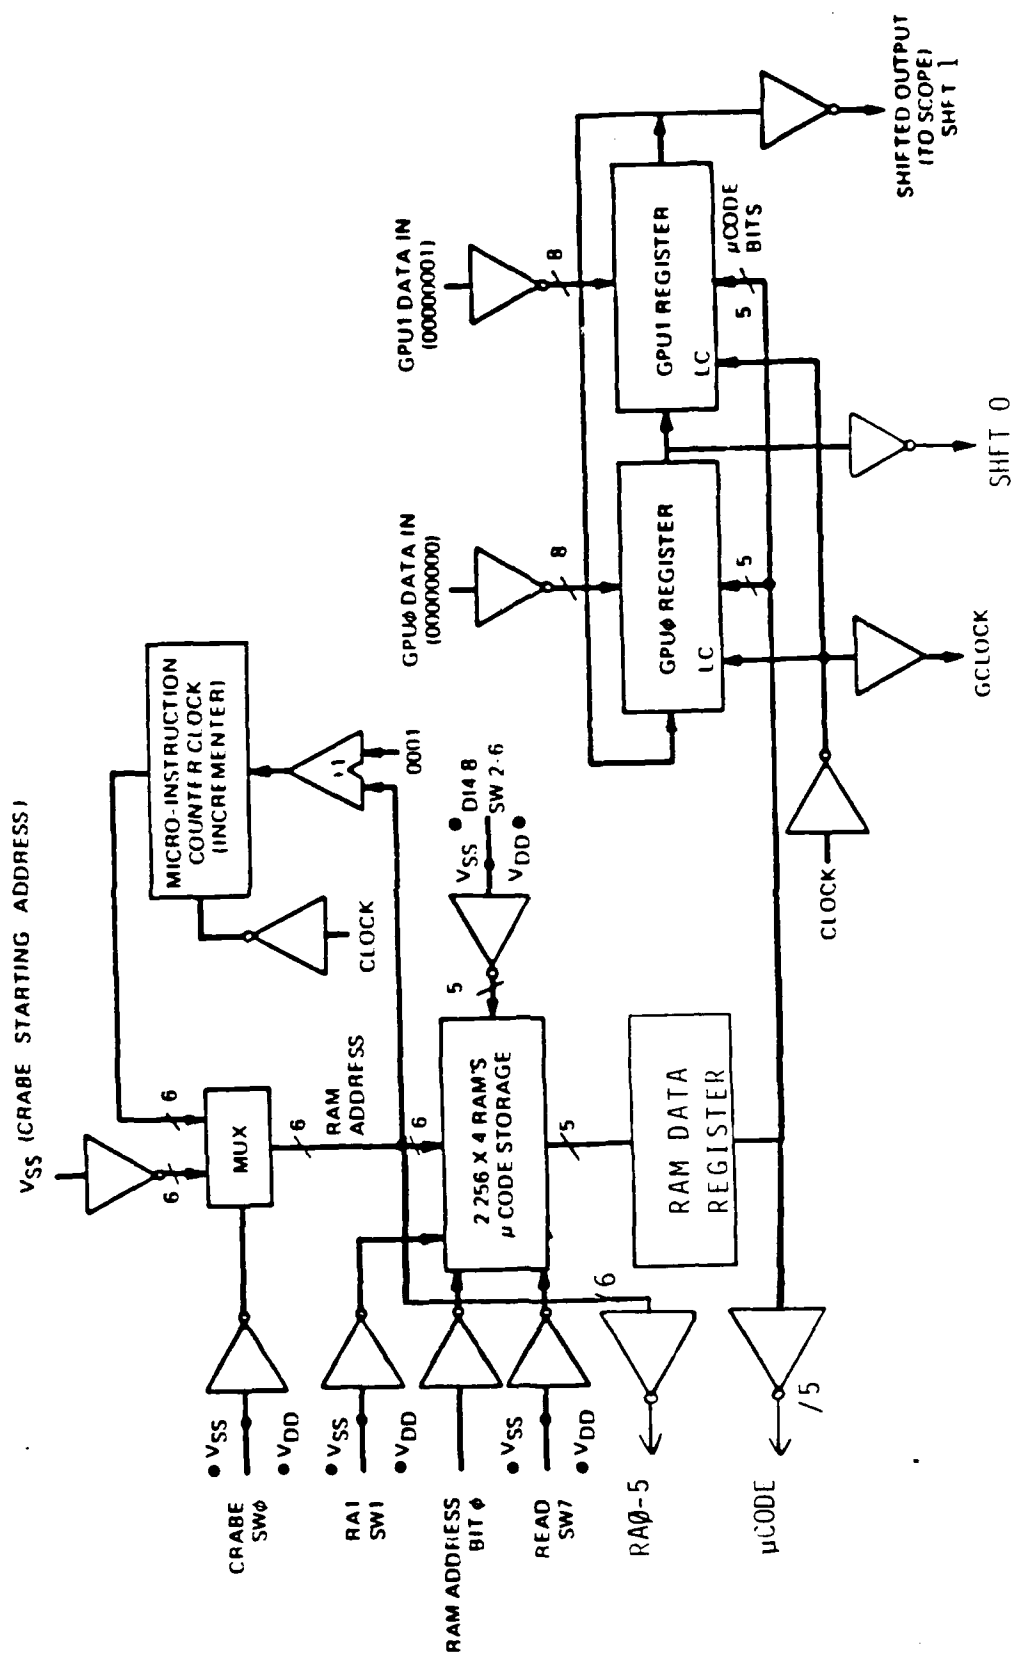 VSS (CRABE STARTING ADDRESS)
MICRO-INSTRUCTION
COUNTER CLOCK
(INCREMENTER)
CLOCK
+1
0001
6
6
MUX
6
RAM
ADDRESS
6
CRABE
SWφ
VSS
VDD
RA1
SW1
VSS
VDD
RAM ADDRESS
BIT φ
READ
SW7
VSS
VDD
2 256 X 4 RAM'S
μ CODE STORAGE
5
VSS
D14 8
SW 2-6
VDD
5
RAM DATA
REGISTER
6
RAØ-5
/5
μCODE
GPUφ DATA IN
(00000000)
8
GPUφ REGISTER
LC
5
GPU1 DATA IN
(00000001)
8
GPU1 REGISTER
LC
5
μCODE
BITS
CLOCK
GCLOCK
SHFT 0
SHIFTED OUTPUT
(TO SCOPE)
SHFT 1